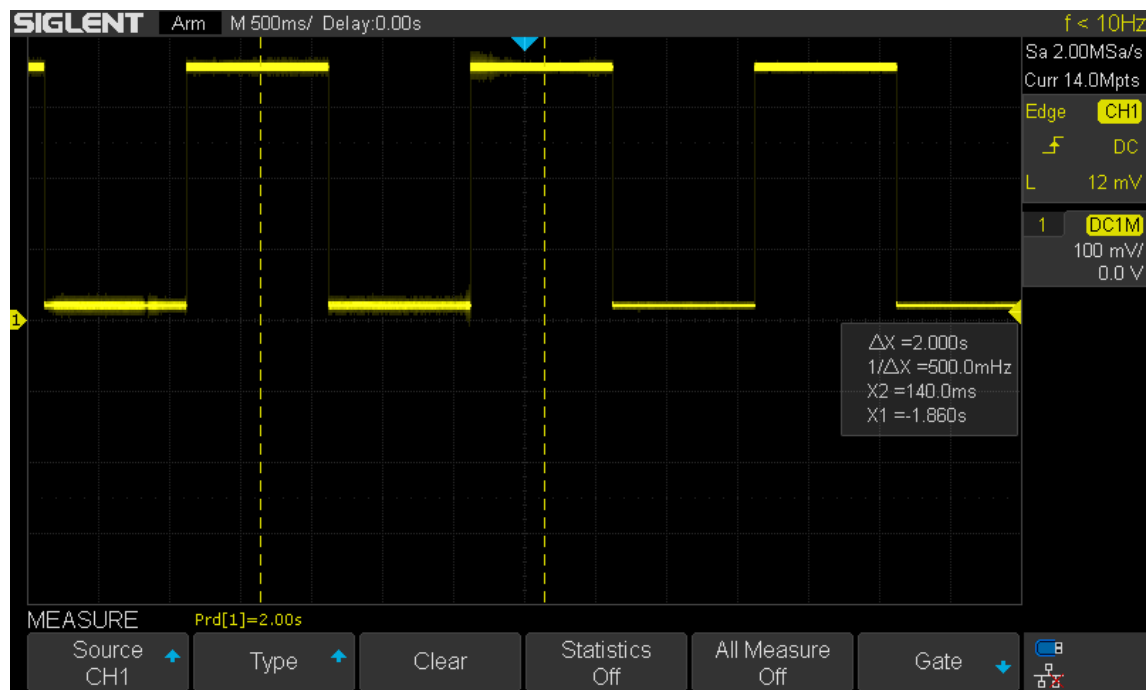 SIGLENT Arm M 500ms/ Delay:0.00s f < 10Hz
Sa 2.00MSa/s
Curr 14.0Mpts
Edge CH1
DC
L 12 mV
1 DC1M
100 mV/
0.0 V
1
△X =2.000s
1/△X =500.0mHz
X2 =140.0ms
X1 =-1.860s
MEASURE Prd[1]=2.00s
Source
CH1
Type
Clear
Statistics
Off
All Measure
Off
Gate